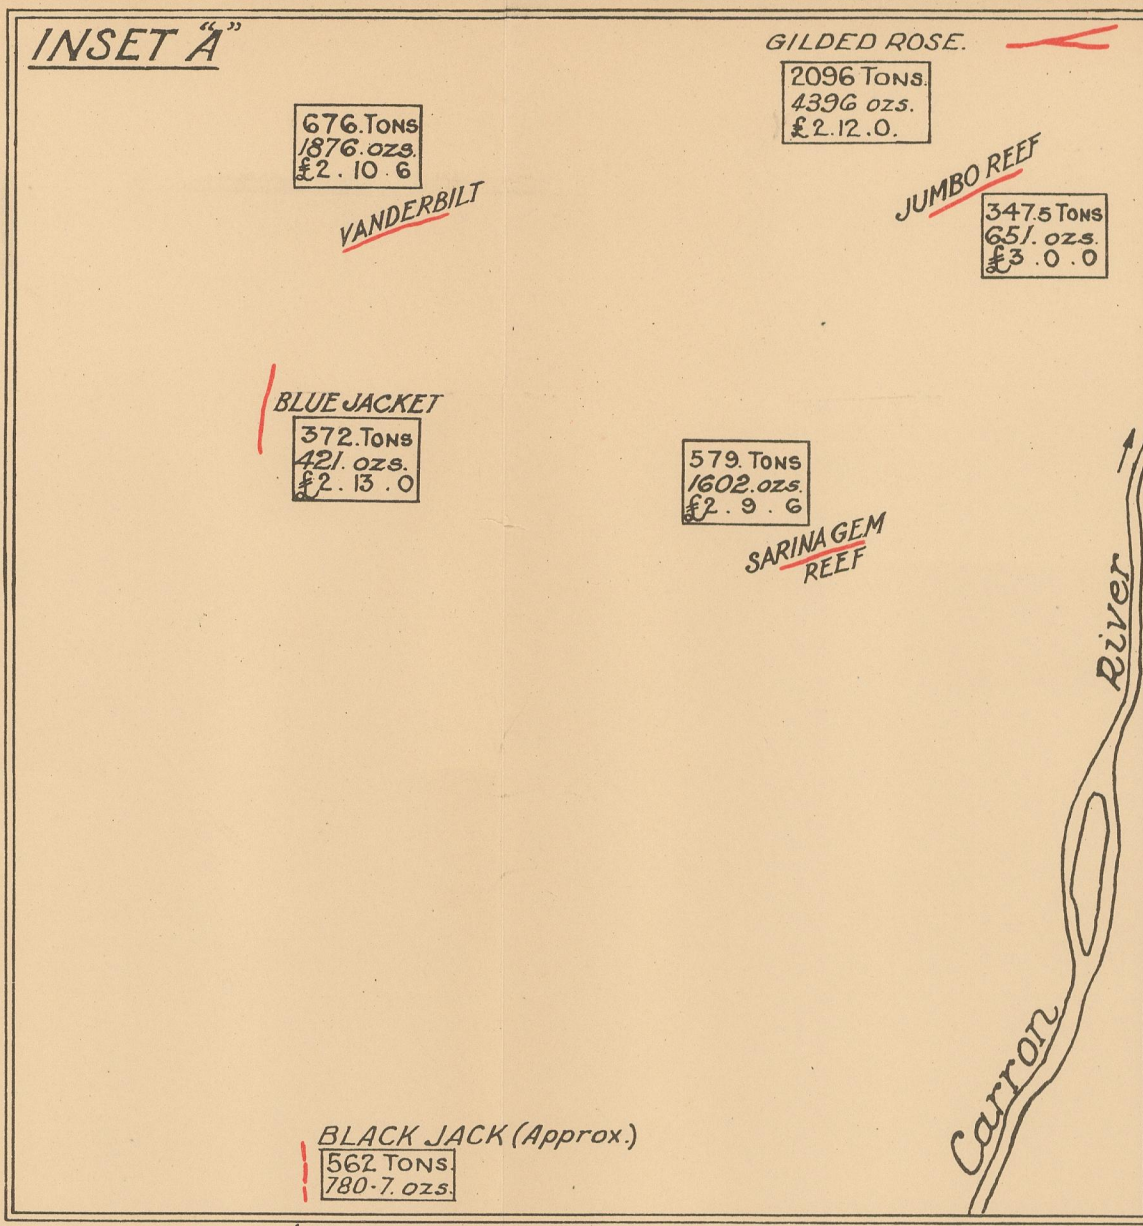 INSET "A"
GILDED ROSE.
2096 TONS.
4396 ozs.
£2.12.0.
676.TONS
1876.ozs.
£2.10.6
VANDERBILT
JUMBO REEF
347.5 TONS
651. ozs.
£3.0.0
BLUE JACKET
372.TONS
421. ozs.
£2.13.0
579. TONS
1602.ozs.
£2.9.6
SARINA GEM
REEF
Carron River
BLACK JACK (Approx.)
562 TONS.
780.7. ozs.